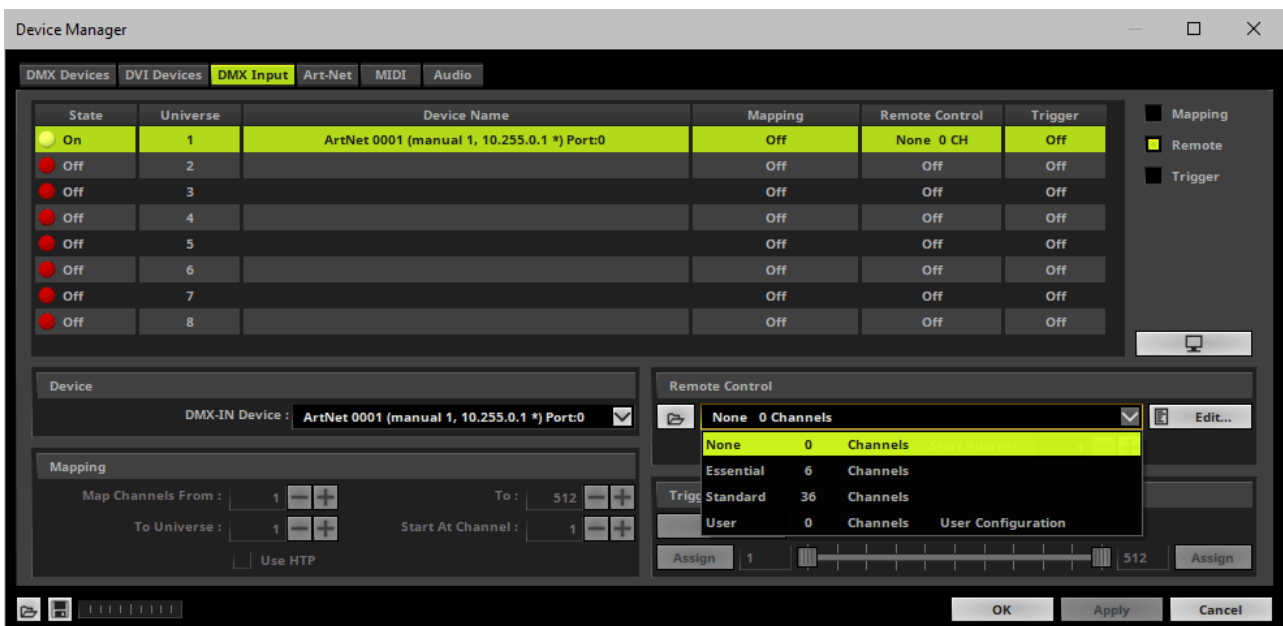 Device Manager
DMX Devices DVI Devices DMX Input Art-Net MIDI Audio
State Universe Device Name Mapping Remote Control Trigger
On 1 ArtNet 0001 (manual 1, 10.255.0.1 *) Port:0 Off None 0 CH Off
Off 2 Off Off Off
Off 3 Off Off Off
Off 4 Off Off Off
Off 5 Off Off Off
Off 6 Off Off Off
Off 7 Off Off Off
Off 8 Off Off Off
Mapping
Remote
Trigger
Device
DMX-IN Device : ArtNet 0001 (manual 1, 10.255.0.1 *) Port:0
Mapping
Map Channels From : 1 To : 512
To Universe : 1 Start At Channel : 1
Use HTP
Remote Control
None 0 Channels Edit...
None 0 Channels Start Address
Essential 6 Channels
Standard 36 Channels
User 0 Channels User Configuration
Trigg
Assign 1 512 Assign
OK Apply Cancel